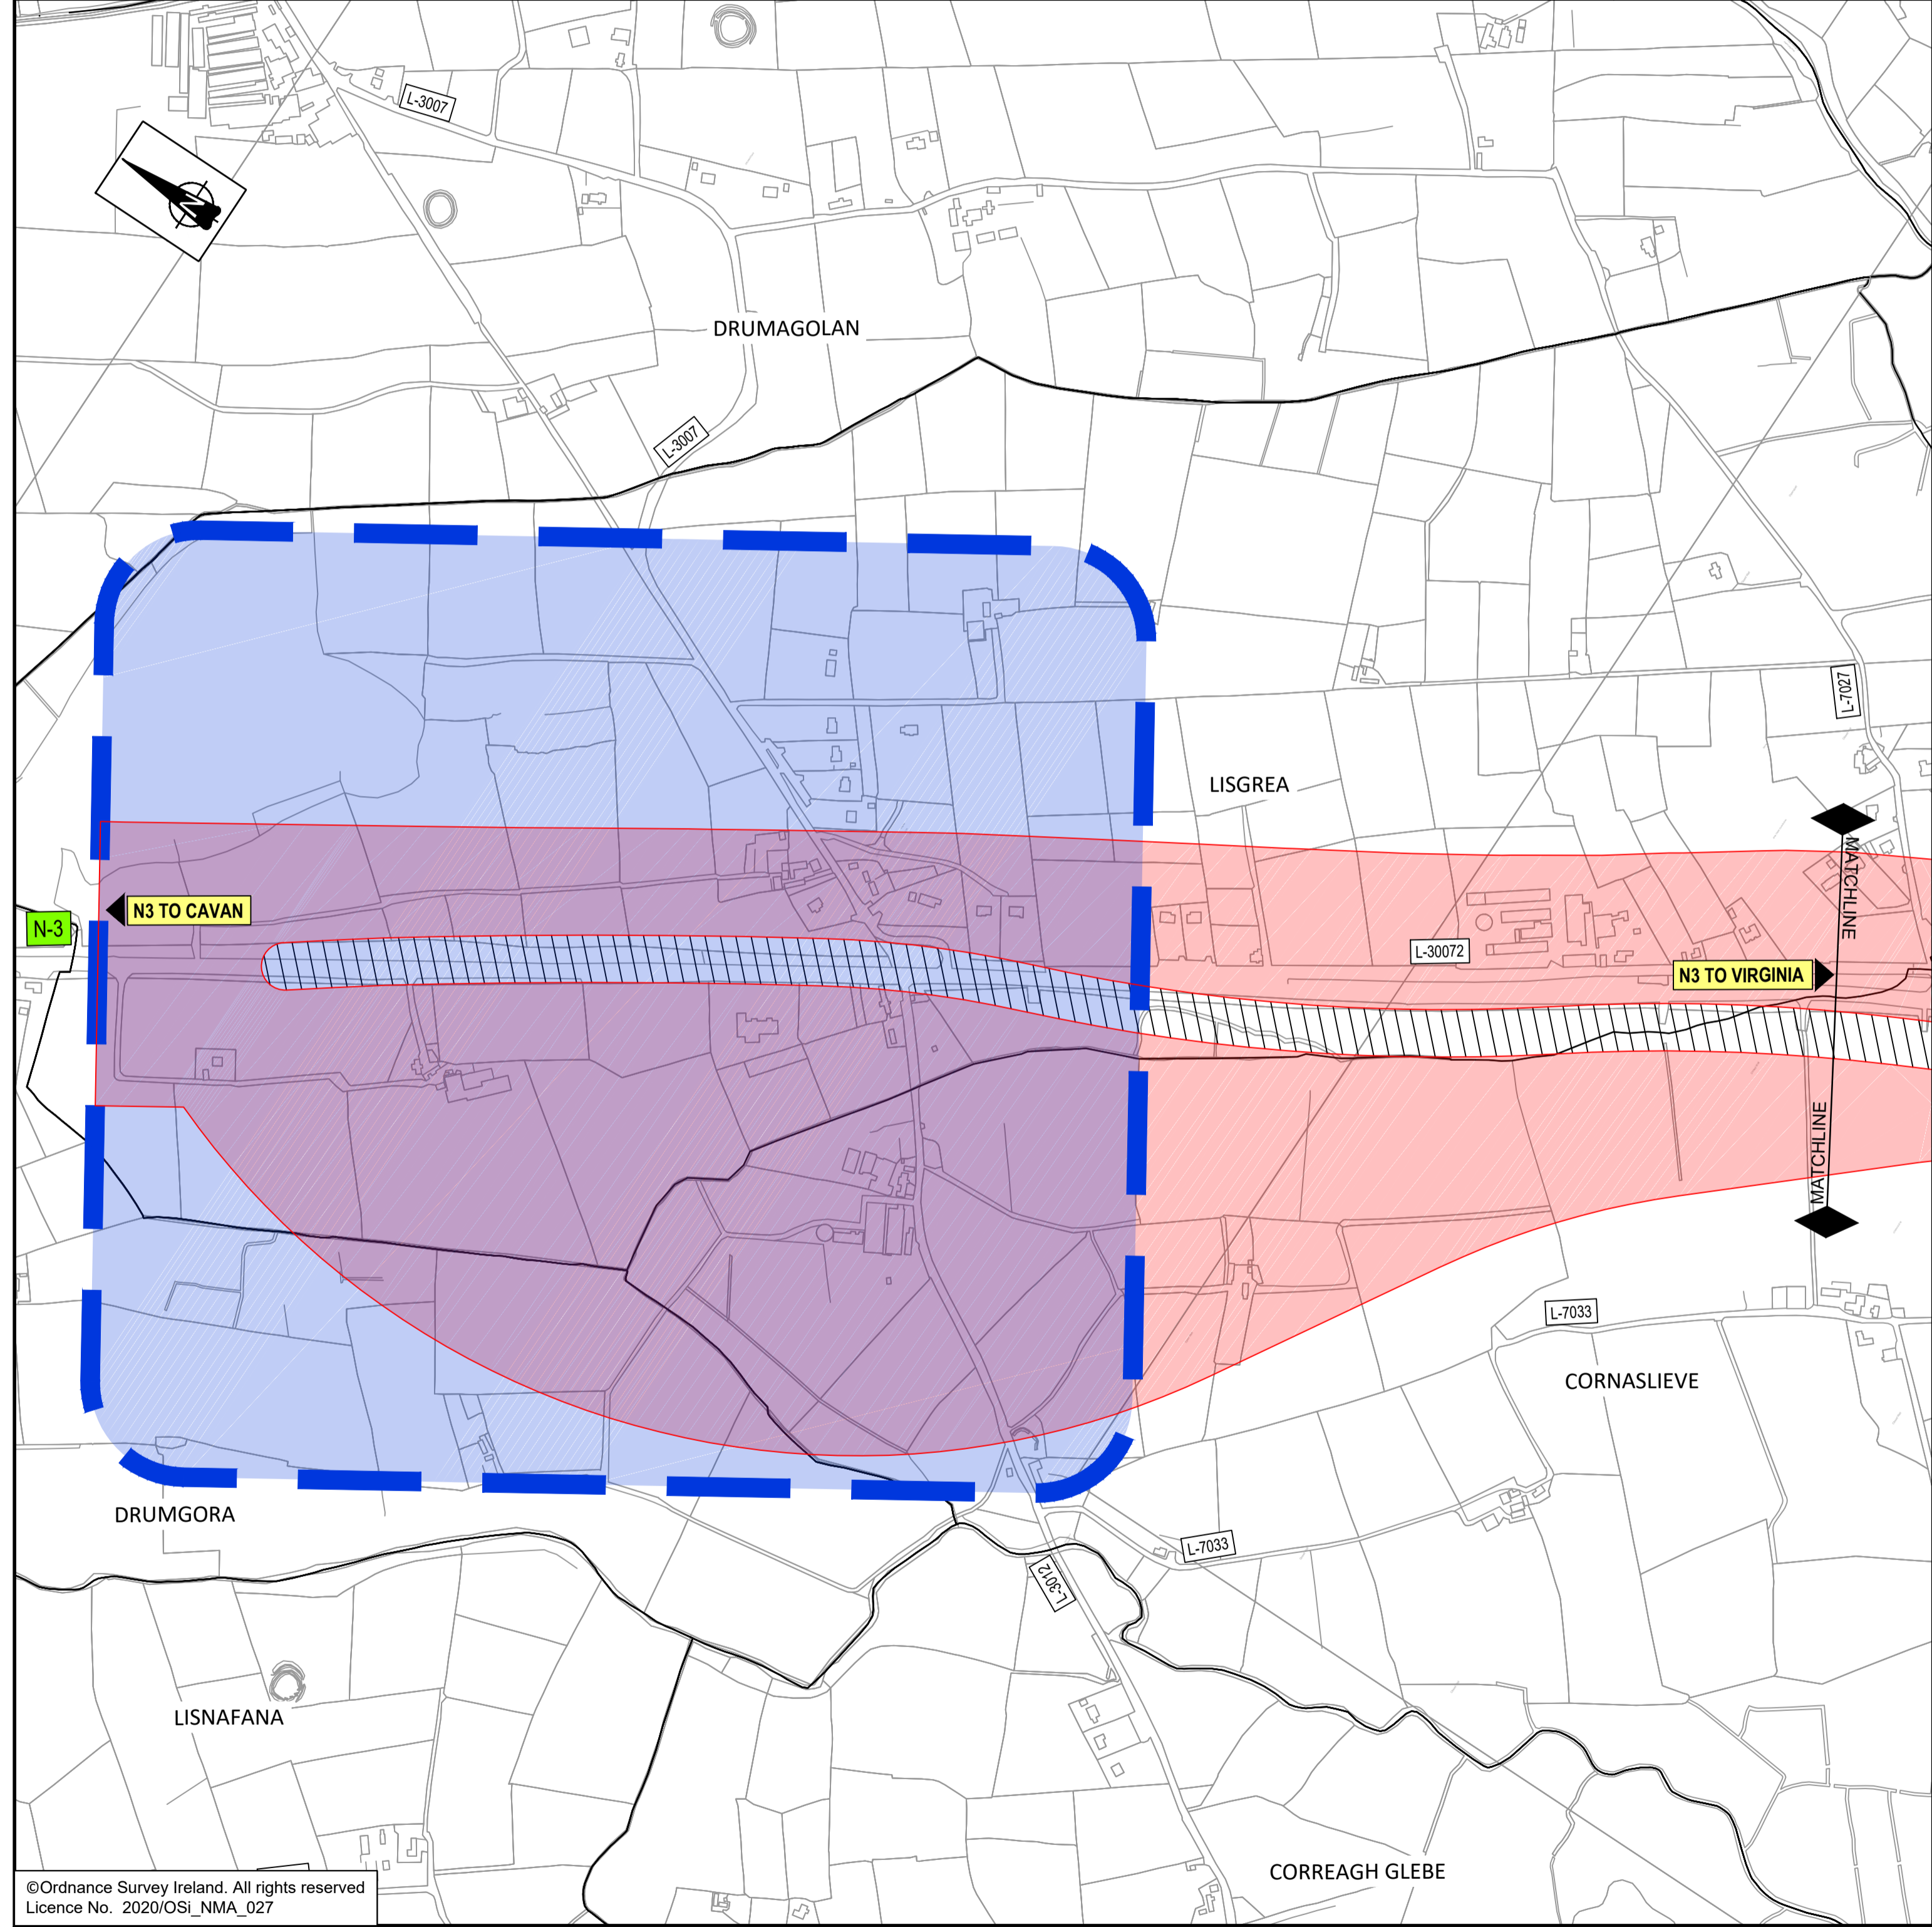 L-3007
N
DRUMAGOLAN
L-3007
L-7027
LISGREA
MATCHLINE
N3 TO CAVAN
N-3
L-30072
N3 TO VIRGINIA
MATCHLINE
L-7033
CORNASLIEVE
DRUMGORA
L-7033
L-3012
LISNAFANA
CORREAGH GLEBE
©Ordnance Survey Ireland. All rights reserved
Licence No. 2020/OSi_NMA_027